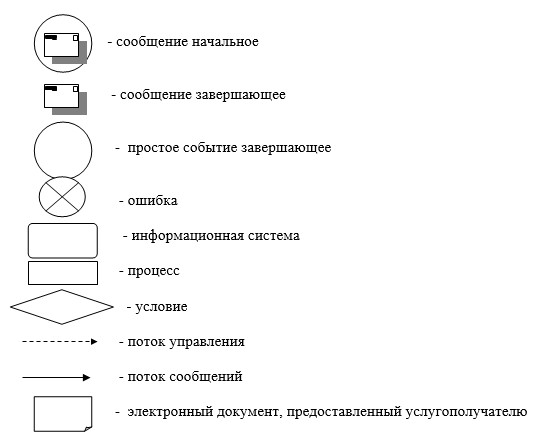 - сообщение начальное
- сообщение завершающее
- простое событие завершающее
- ошибка
- информационная система
- процесс
- условие
- поток управления
- поток сообщений
- электронный документ, предоставленный услугополучателю